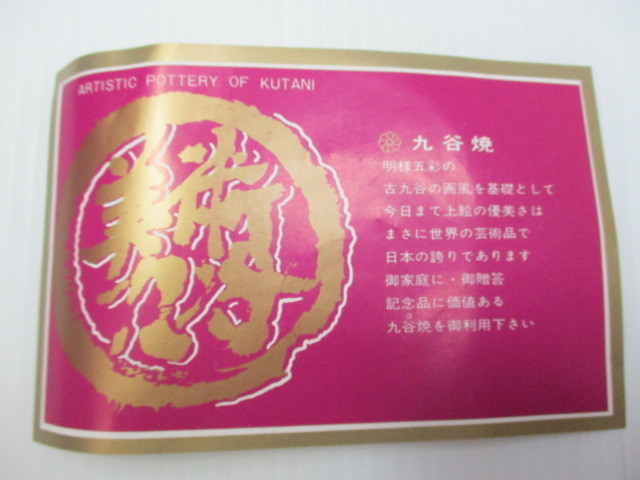 ARTISTIC POTTERY OF KUTANI
美術
九谷
九谷焼
明様五彩の
古九谷の画風を基礎として
今日まで上絵の優美さは
まさに世界の芸術品で
日本の誇りであります
御家庭に・御贈答
記念品に価値ある
九谷焼を御利用下さい